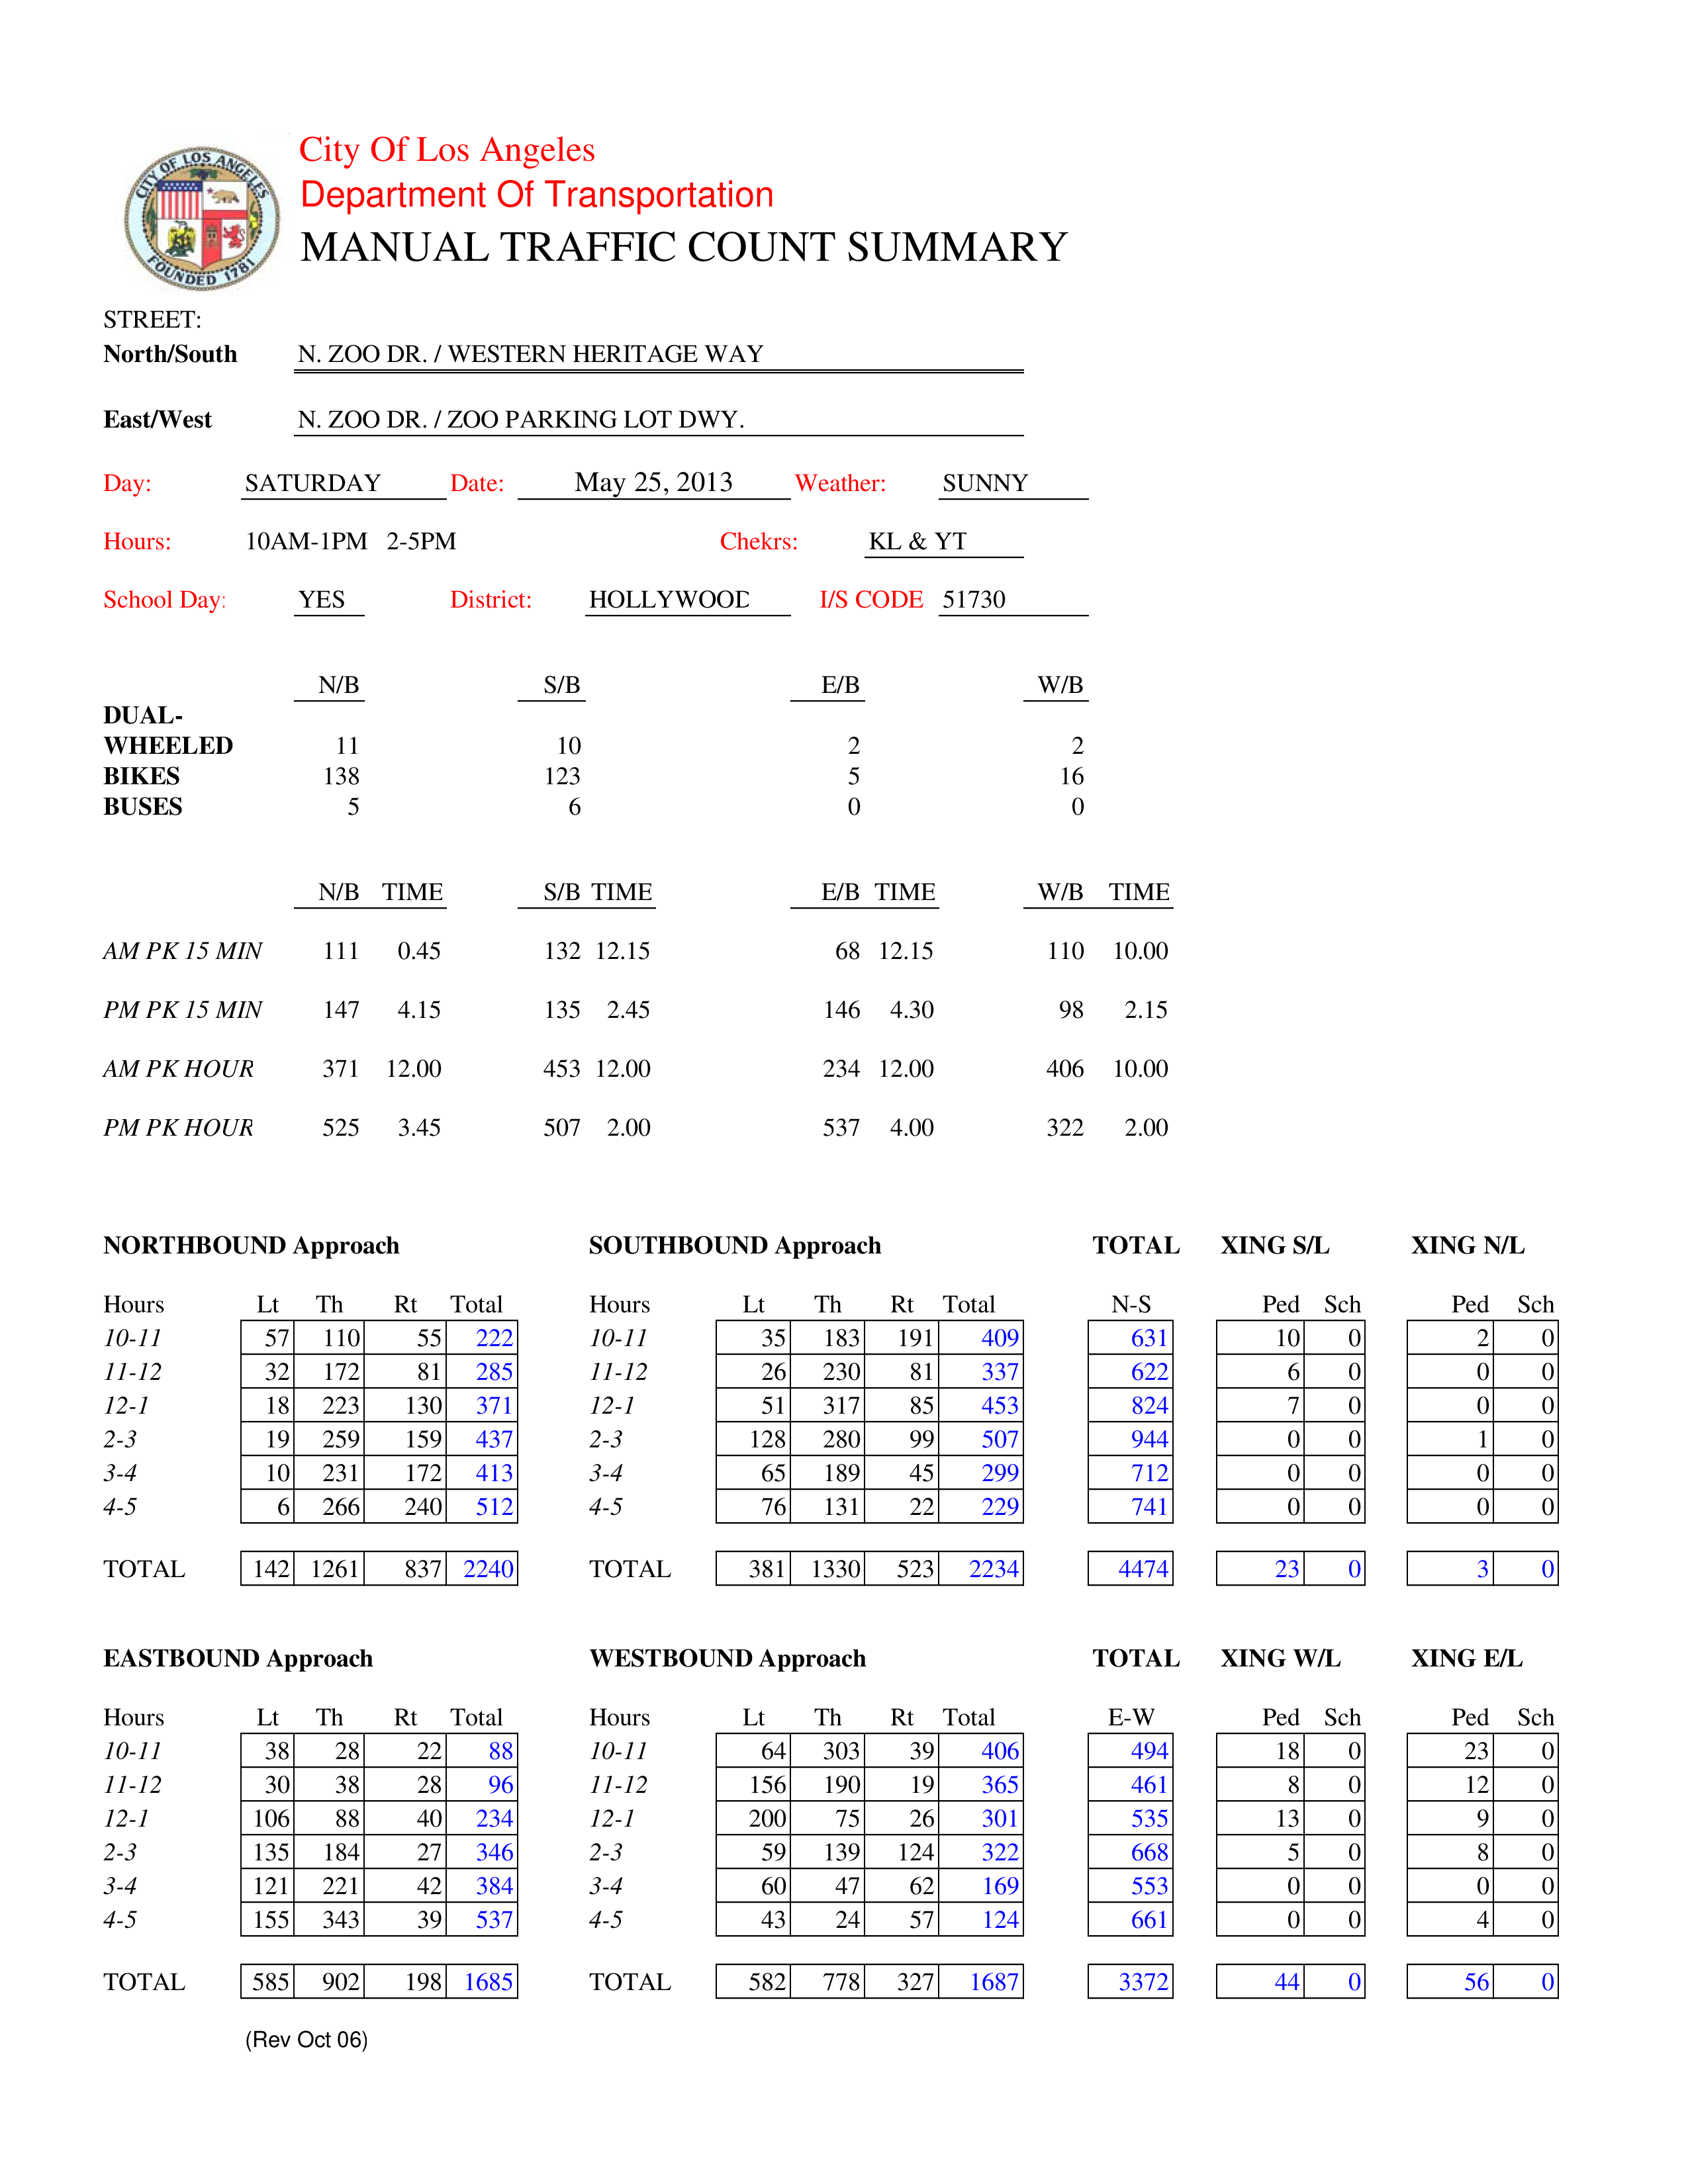 CITY OF LOS ANGELES
FOUNDED 1781
City Of Los Angeles
Department Of Transportation
MANUAL TRAFFIC COUNT SUMMARY
STREET:
North/South N. ZOO DR. / WESTERN HERITAGE WAY
East/West N. ZOO DR. / ZOO PARKING LOT DWY.
Day: SATURDAY Date: May 25, 2013 Weather: SUNNY
Hours: 10AM-1PM 2-5PM Chekrs: KL & YT
School Day: YES District: HOLLYWOOD I/S CODE 51730
N/B S/B E/B W/B
DUAL-
WHEELED 11 10 2 2
BIKES 138 123 5 16
BUSES 5 6 0 0
N/B TIME S/B TIME E/B TIME W/B TIME
AM PK 15 MIN 111 0.45 132 12.15 68 12.15 110 10.00
PM PK 15 MIN 147 4.15 135 2.45 146 4.30 98 2.15
AM PK HOUR 371 12.00 453 12.00 234 12.00 406 10.00
PM PK HOUR 525 3.45 507 2.00 537 4.00 322 2.00
NORTHBOUND Approach SOUTHBOUND Approach TOTAL XING S/L XING N/L
Hours Lt Th Rt Total Hours Lt Th Rt Total N-S Ped Sch Ped Sch
10-11 57 110 55 222 10-11 35 183 191 409 631 10 0 2 0
11-12 32 172 81 285 11-12 26 230 81 337 622 6 0 0 0
12-1 18 223 130 371 12-1 51 317 85 453 824 7 0 0 0
2-3 19 259 159 437 2-3 128 280 99 507 944 0 0 1 0
3-4 10 231 172 413 3-4 65 189 45 299 712 0 0 0 0
4-5 6 266 240 512 4-5 76 131 22 229 741 0 0 0 0
TOTAL 142 1261 837 2240 TOTAL 381 1330 523 2234 4474 23 0 3 0
EASTBOUND Approach WESTBOUND Approach TOTAL XING W/L XING E/L
Hours Lt Th Rt Total Hours Lt Th Rt Total E-W Ped Sch Ped Sch
10-11 38 28 22 88 10-11 64 303 39 406 494 18 0 23 0
11-12 30 38 28 96 11-12 156 190 19 365 461 8 0 12 0
12-1 106 88 40 234 12-1 200 75 26 301 535 13 0 9 0
2-3 135 184 27 346 2-3 59 139 124 322 668 5 0 8 0
3-4 121 221 42 384 3-4 60 47 62 169 553 0 0 0 0
4-5 155 343 39 537 4-5 43 24 57 124 661 0 0 4 0
TOTAL 585 902 198 1685 TOTAL 582 778 327 1687 3372 44 0 56 0
(Rev Oct 06)